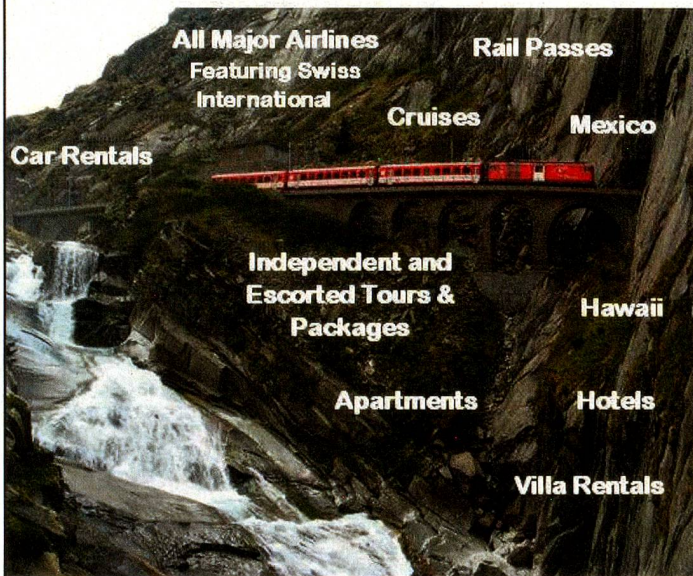 All Major Airlines
Featuring Swiss
International
Rail Passes
Cruises
Mexico
Car Rentals
Independent and
Escorted Tours &
Packages
Hawaii
Apartments
Hotels
Villa Rentals